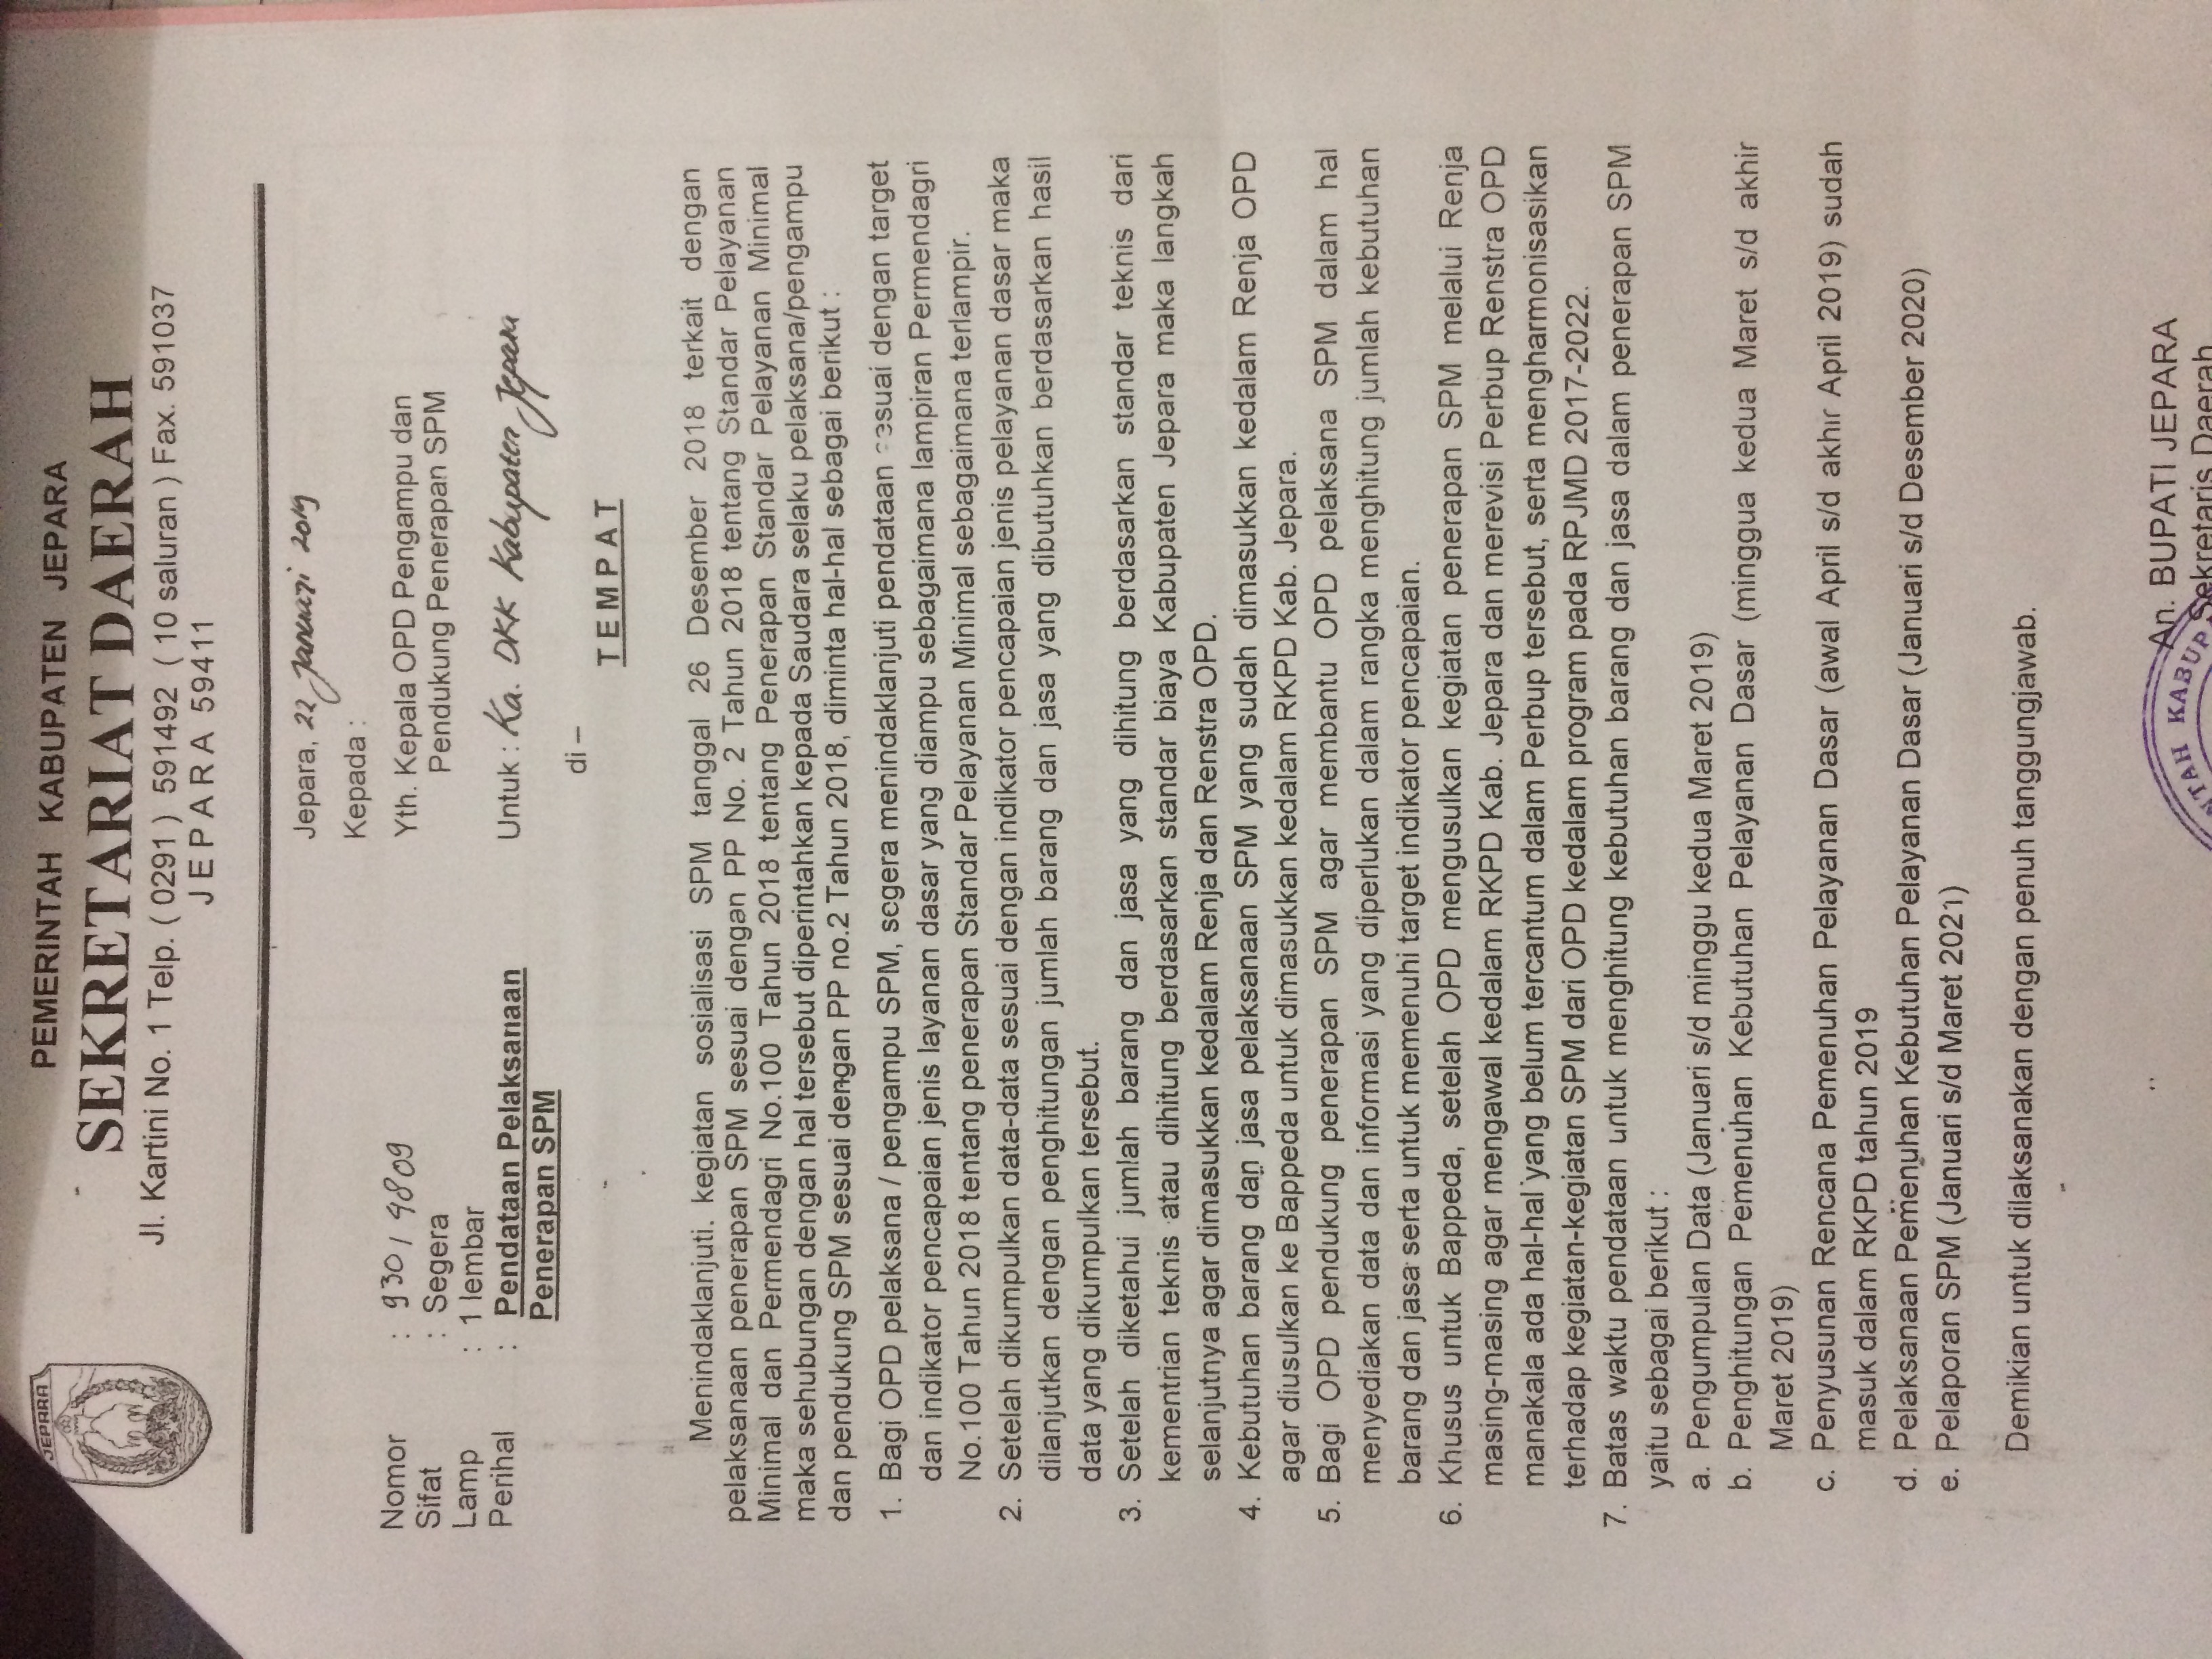 JEPARA
PEMERINTAH KABUPATEN JEPARA
SEKRETARIAT DAERAH
Jl. Kartini No. 1 Telp. ( 0291 ) 591492 ( 10 saluran ) Fax. 591037
JEPARA 59411
Jepara, 22 Januari 2019
Kepada :
Nomor : 930 / 4809
Yth. Kepala OPD Pengampu dan
Sifat : Segera
Pendukung Penerapan SPM
Lamp : 1 lembar
Perihal : Pendataan Pelaksanaan
Untuk : Ka. DKK Kabupaten Jepara
Penerapan SPM
di –
TEMPAT
Menindaklanjuti. kegiatan sosialisasi SPM tanggal 26 Desember 2018 terkait dengan
pelaksanaan penerapan SPM sesuai dengan PP No. 2 Tahun 2018 tentang Standar Pelayanan
Minimal dan Permendagri No.100 Tahun 2018 tentang Penerapan Standar Pelayanan Minimal
maka sehubungan dengan hal tersebut diperintahkan kepada Saudara selaku pelaksana/pengampu
dan pendukung SPM sesuai dengan PP no.2 Tahun 2018, diminta hal-hal sebagai berikut :
1. Bagi OPD pelaksana / pengampu SPM, segera menindaklanjuti pendataan sesuai dengan target
dan indikator pencapaian jenis layanan dasar yang diampu sebagaimana lampiran Permendagri
No.100 Tahun 2018 tentang penerapan Standar Pelayanan Minimal sebagaimana terlampir.
2. Setelah dikumpulkan data-data sesuai dengan indikator pencapaian jenis pelayanan dasar maka
dilanjutkan dengan penghitungan jumlah barang dan jasa yang dibutuhkan berdasarkan hasil
data yang dikumpulkan tersebut.
3. Setelah diketahui jumlah barang dan jasa yang dihitung berdasarkan standar teknis dari
kementrian teknis atau dihitung berdasarkan standar biaya Kabupaten Jepara maka langkah
selanjutnya agar dimasukkan kedalam Renja dan Renstra OPD.
4. Kebutuhan barang dan jasa pelaksanaan SPM yang sudah dimasukkan kedalam Renja OPD
agar diusulkan ke Bappeda untuk dimasukkan kedalam RKPD Kab. Jepara.
5. Bagi OPD pendukung penerapan SPM agar membantu OPD pelaksana SPM dalam hal
menyediakan data dan informasi yang diperlukan dalam rangka menghitung jumlah kebutuhan
barang dan jasa serta untuk memenuhi target indikator pencapaian.
6. Khusus untuk Bappeda, setelah OPD mengusulkan kegiatan penerapan SPM melalui Renja
masing-masing agar mengawal kedalam RKPD Kab. Jepara dan merevisi Perbup Renstra OPD
manakala ada hal-hal yang belum tercantum dalam Perbup tersebut, serta mengharmonisasikan
terhadap kegiatan-kegiatan SPM dari OPD kedalam program pada RPJMD 2017-2022.
7. Batas waktu pendataan untuk menghitung kebutuhan barang dan jasa dalam penerapan SPM
yaitu sebagai berikut :
a. Pengumpulan Data (Januari s/d minggu kedua Maret 2019)
b. Penghitungan Pemenuhan Kebutuhan Pelayanan Dasar (minggua kedua Maret s/d akhir
Maret 2019)
c. Penyusunan Rencana Pemenuhan Pelayanan Dasar (awal April s/d akhir April 2019) sudah
masuk dalam RKPD tahun 2019
d. Pelaksanaan Pemenuhan Kebutuhan Pelayanan Dasar (Januari s/d Desember 2020)
e. Pelaporan SPM (Januari s/d Maret 2021)
Demikian untuk dilaksanakan dengan penuh tanggungjawab.
An. BUPATI JEPARA
Sekretaris Daerah